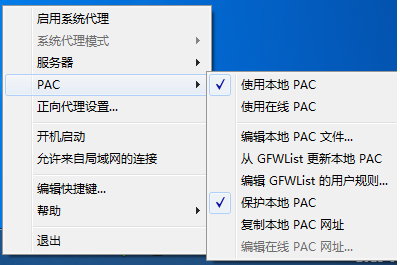 启用系统代理
系统代理模式
服务器
PAC
正向代理设置...
开机启动
允许来自局域网的连接
编辑快捷键...
帮助
退出
使用本地 PAC
使用在线 PAC
编辑本地 PAC 文件...
从 GFWList 更新本地 PAC
编辑 GFWList 的用户规则...
保护本地 PAC
复制本地 PAC 网址
编辑在线 PAC 网址...